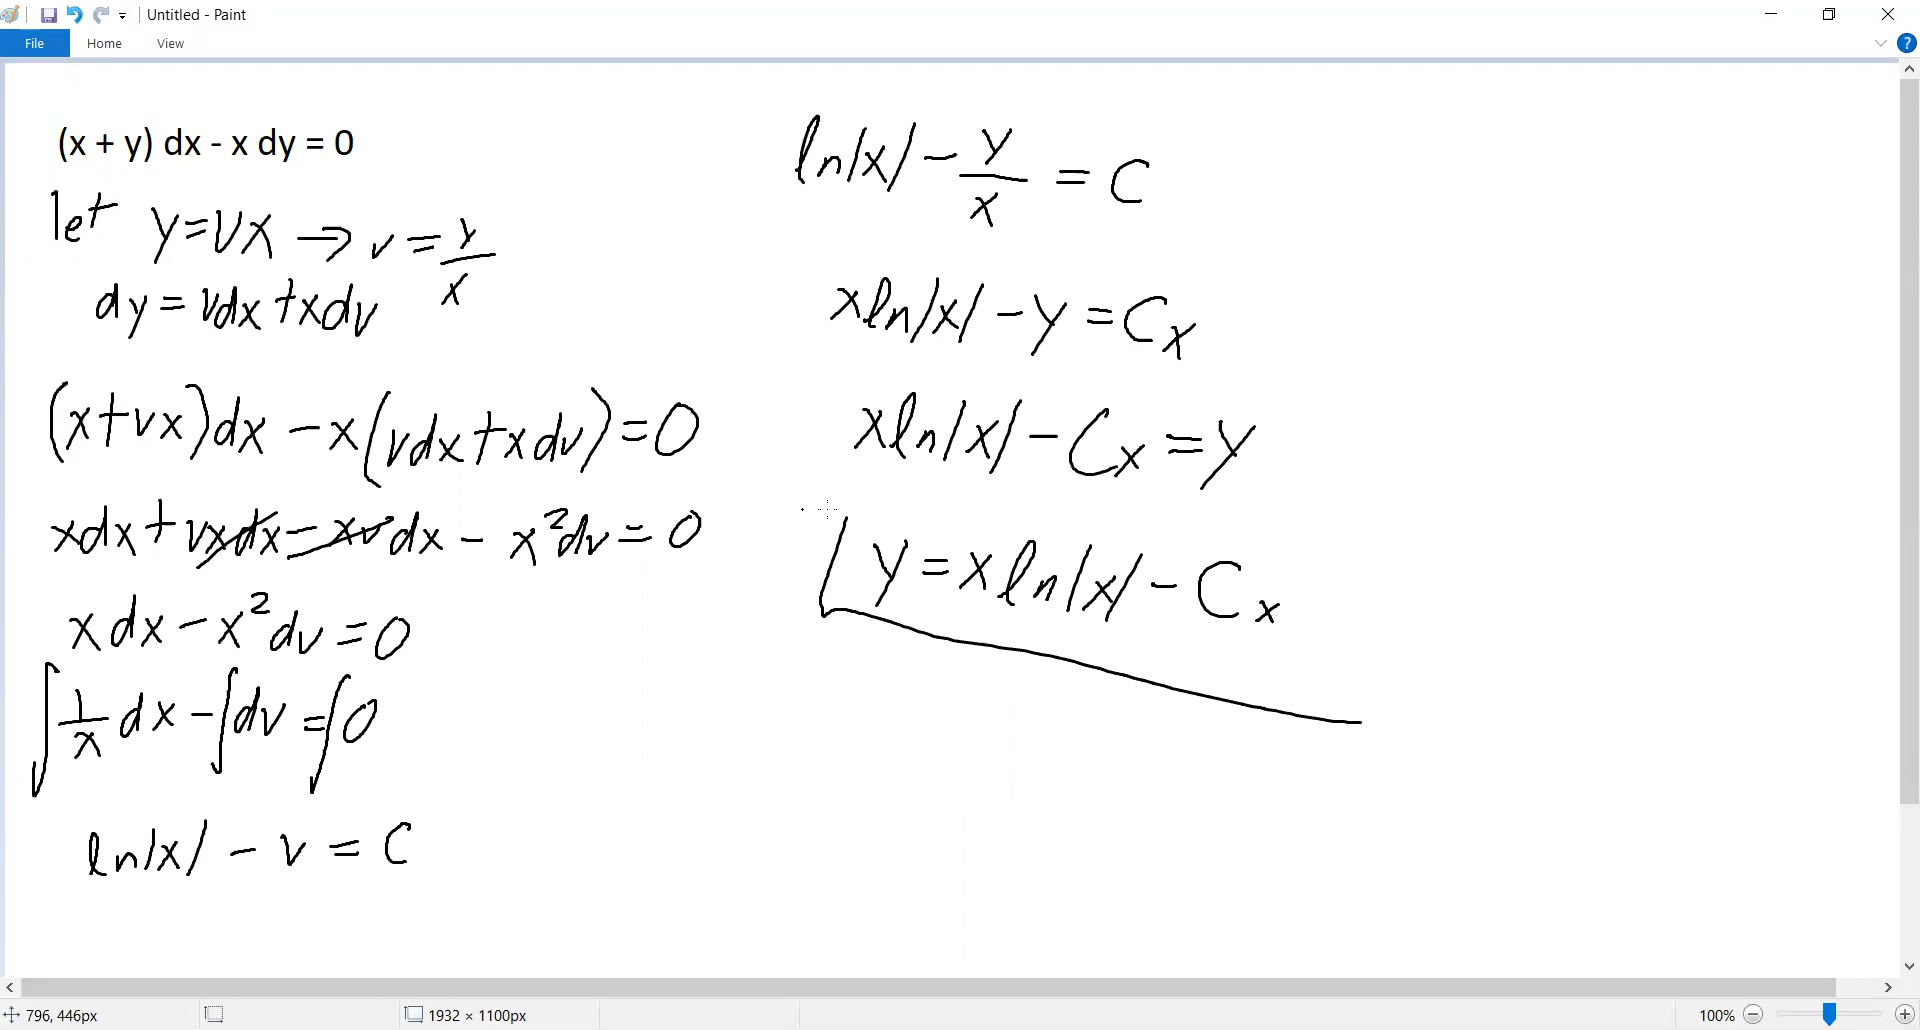 Untitled - Paint
File Home View
(x + y) dx - x dy = 0
let y = vx → v = y/x
dy = vdx + xdv
(x + vx)dx - x(vdx + xdv) = 0
xdx + vxdx - xvdx - x²dv = 0
xdx - x²dv = 0
∫ 1/x dx - ∫ dv = ∫ 0
ln|x| - v = C
ln|x| - y/x = C
xln|x| - y = Cx
xln|x| - Cx = y
y = xln|x| - Cx
796, 446px 1932 × 1100px 100%